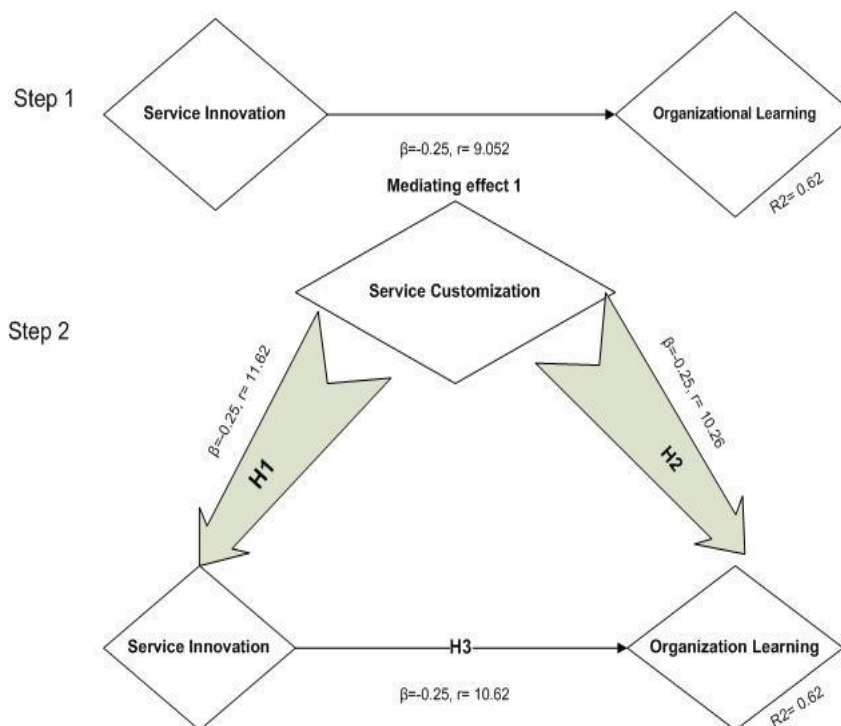 Step 1
Service Innovation
Organizational Learning
β=-0.25, r= 9.052
R2= 0.62
Mediating effect 1
Service Customization
Step 2
β=-0.25, r= 11.62
β=-0.25, r= 10.26
H1
H2
Service Innovation
H3
Organization Learning
β=-0.25, r= 10.62
R2= 0.62